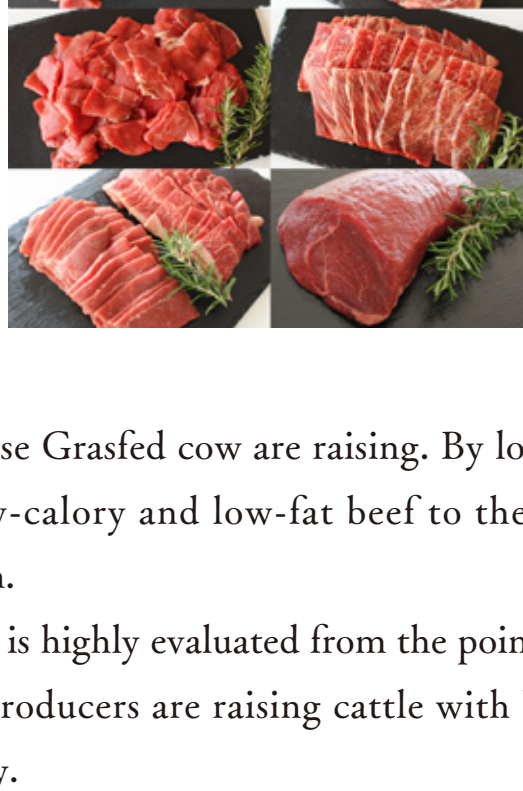 se Grasfed cow are raising. By lo
y-calory and low-fat beef to the
.
is highly evaluated from the poin
roducers are raising cattle with
y.